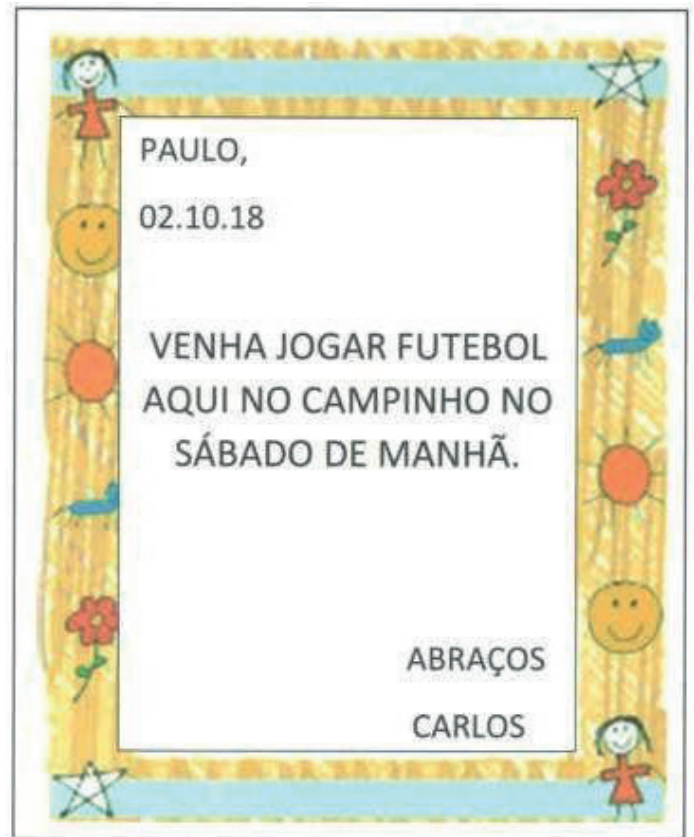 PAULO,
02.10.18
VENHA JOGAR FUTEBOL
AQUI NO CAMPINHO NO
SÁBADO DE MANHÃ.
ABRAÇOS
CARLOS